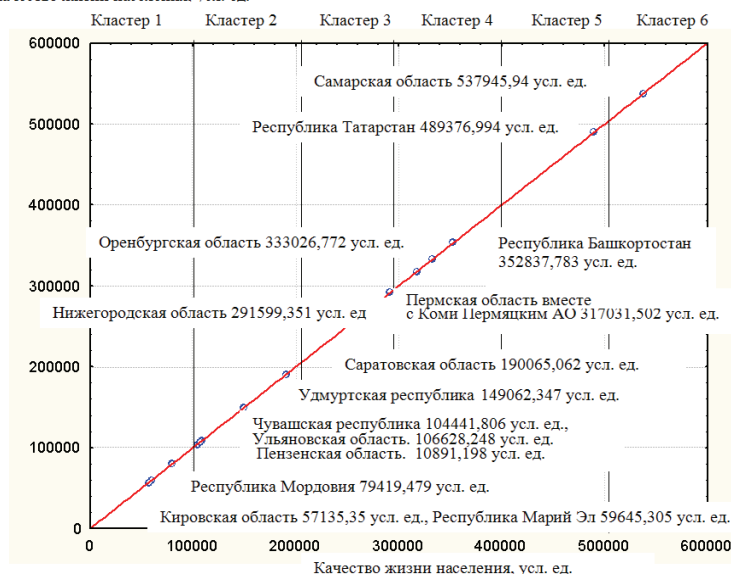 Кластер 1 Кластер 2 Кластер 3 Кластер 4 Кластер 5 Кластер 6
600000
Самарская область 537945,94 усл. ед.
500000
Республика Татарстан 489376,994 усл. ед.
400000
Оренбургская область 333026,772 усл. ед.
Республика Башкортостан
352837,783 усл. ед.
300000
Пермская область вместе
с Коми Пермяцким АО 317031,502 усл. ед.
Нижегородская область 291599,351 усл. ед
200000
Саратовская область 190065,062 усл. ед.
Удмуртская республика 149062,347 усл. ед.
Чувашская республика 104441,806 усл. ед.,
Ульяновская область. 106628,248 усл. ед.
100000
Пензенская область. 10891,198 усл. ед.
Республика Мордовия 79419,479 усл. ед.
Кировская область 57135,35 усл. ед., Республика Марий Эл 59645,305 усл. ед.
0
0 100000 200000 300000 400000 500000 600000
Качество жизни населения, усл. ед.